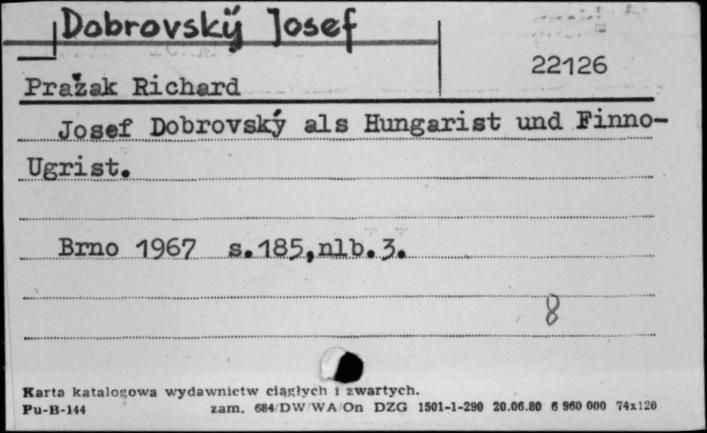 Dobrovský Josef
22126
Pražak Richard
Josef Dobrovský als Hungarist und Finno-
Ugrist.
Brno 1967 s.185,nlb.3.
8
Karta katalogowa wydawnictw ciągłych i zwartych.
Pu-B-144 zam. 684/DW/WA/On DZG 1501-1-290 20.06.80 6 960 000 74x120